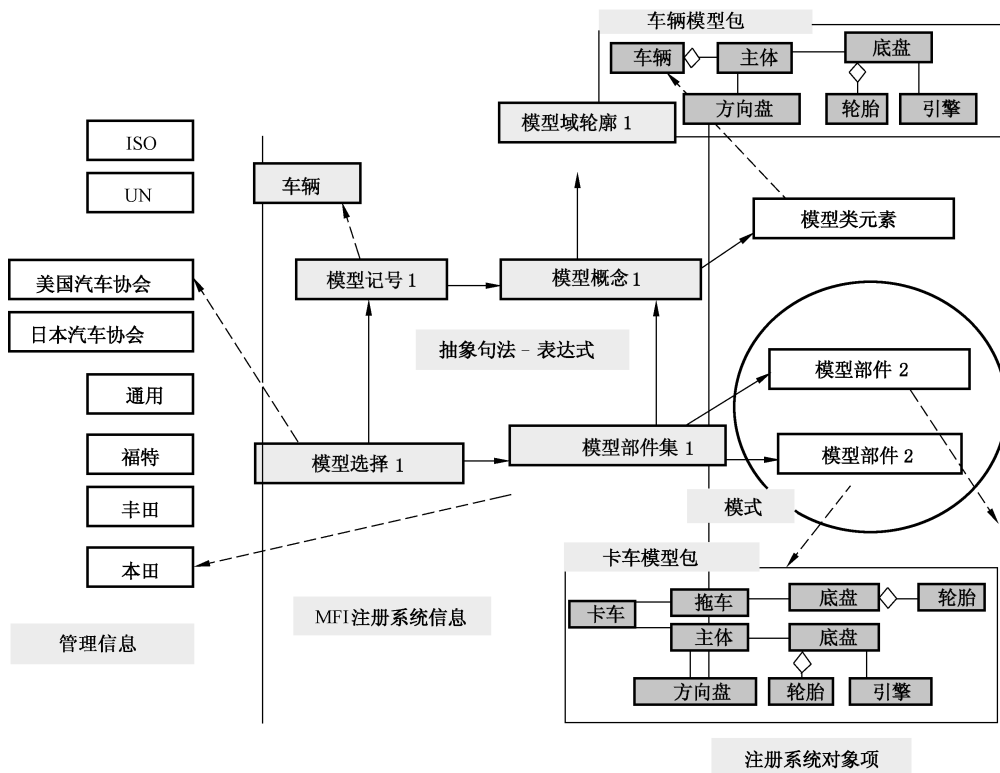 车辆模型包
车辆
主体
底盘
方向盘
轮胎
引擎
模型域轮廓 1
ISO
UN
车辆
模型类元素
美国汽车协会
模型记号 1
模型概念 1
日本汽车协会
抽象句法 – 表达式
模型部件 2
通用
福特
模型选择 1
模型部件集 1
模型部件 2
丰田
模式
本田
卡车模型包
卡车
拖车
底盘
轮胎
主体
底盘
方向盘
轮胎
引擎
MFI注册系统信息
管理信息
注册系统对象项